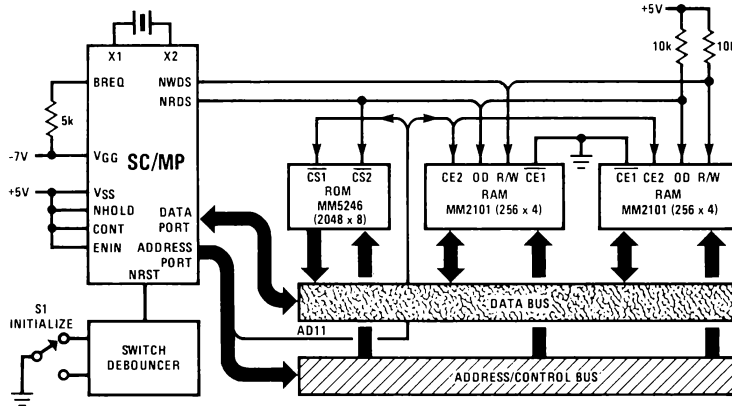 +5V
10k
10k
X1
X2
BREQ
NWDS
NRDS
5k
-7V
VGG
SC/MP
+5V
VSS
NHOLD
CONT
ENIN
DATA
PORT
ADDRESS
PORT
NRST
CS1 CS2
ROM
MM5246
(2048 x 8)
CE2 OD R/W CE1
RAM
MM2101 (256 x 4)
CE1 CE2 OD R/W
RAM
MM2101 (256 x 4)
DATA BUS
AD11
ADDRESS/CONTROL BUS
S1
INITIALIZE
SWITCH
DEBOUNCER